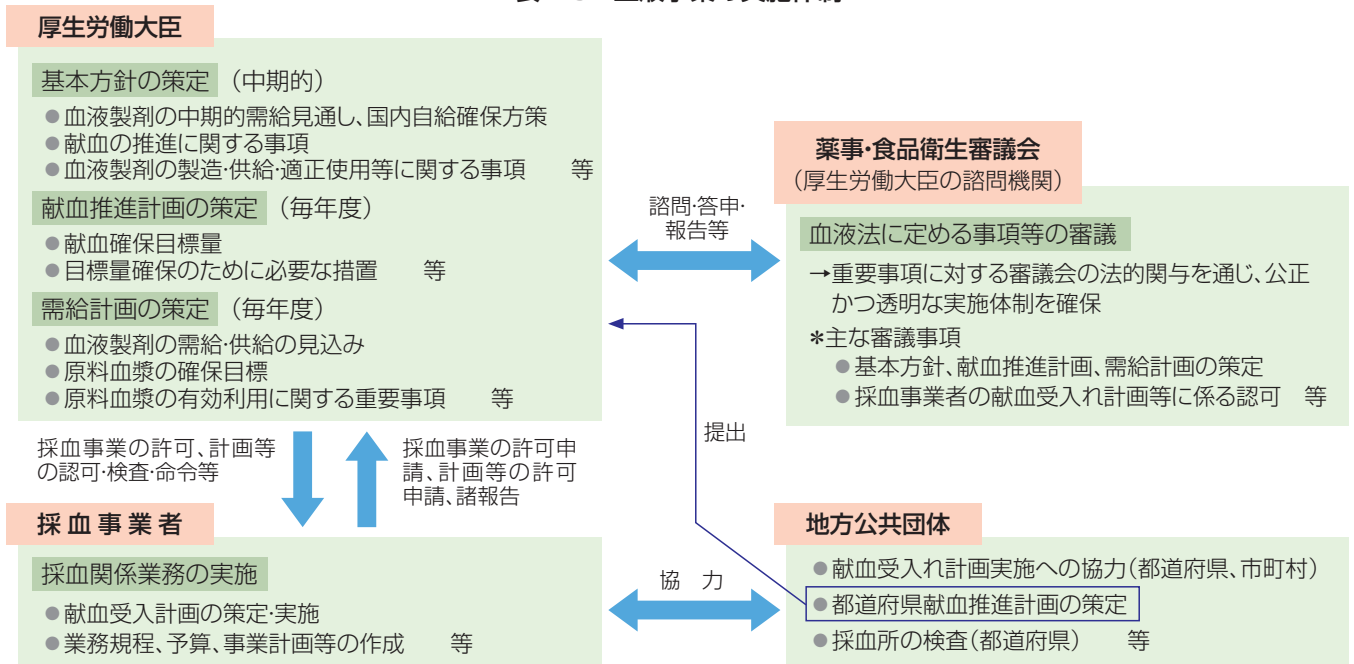 厚生労働大臣
基本方針の策定（中期的）
●血液製剤の中期的需給見通し、国内自給確保方策
●献血の推進に関する事項
●血液製剤の製造・供給・適正使用等に関する事項　等
献血推進計画の策定（毎年度）
●献血確保目標量
●目標量確保のために必要な措置　等
需給計画の策定（毎年度）
●血液製剤の需給・供給の見込み
●原料血漿の確保目標
●原料血漿の有効利用に関する重要事項　等
諮問・答申・
報告等
薬事・食品衛生審議会
（厚生労働大臣の諮問機関）
血液法に定める事項等の審議
→重要事項に対する審議会の法的関与を通じ、公正
かつ透明な実施体制を確保
＊主な審議事項
●基本方針、献血推進計画、需給計画の策定
●採血事業者の献血受入れ計画等に係る認可　等
採血事業の許可、計画等
の認可・検査・命令等
採血事業の許可申
請、計画等の許可
申請、諸報告
提出
採血事業者
採血関係業務の実施
●献血受入計画の策定・実施
●業務規程、予算、事業計画等の作成　等
協　力
地方公共団体
●献血受入れ計画実施への協力（都道府県、市町村）
●都道府県献血推進計画の策定
●採血所の検査（都道府県）　等